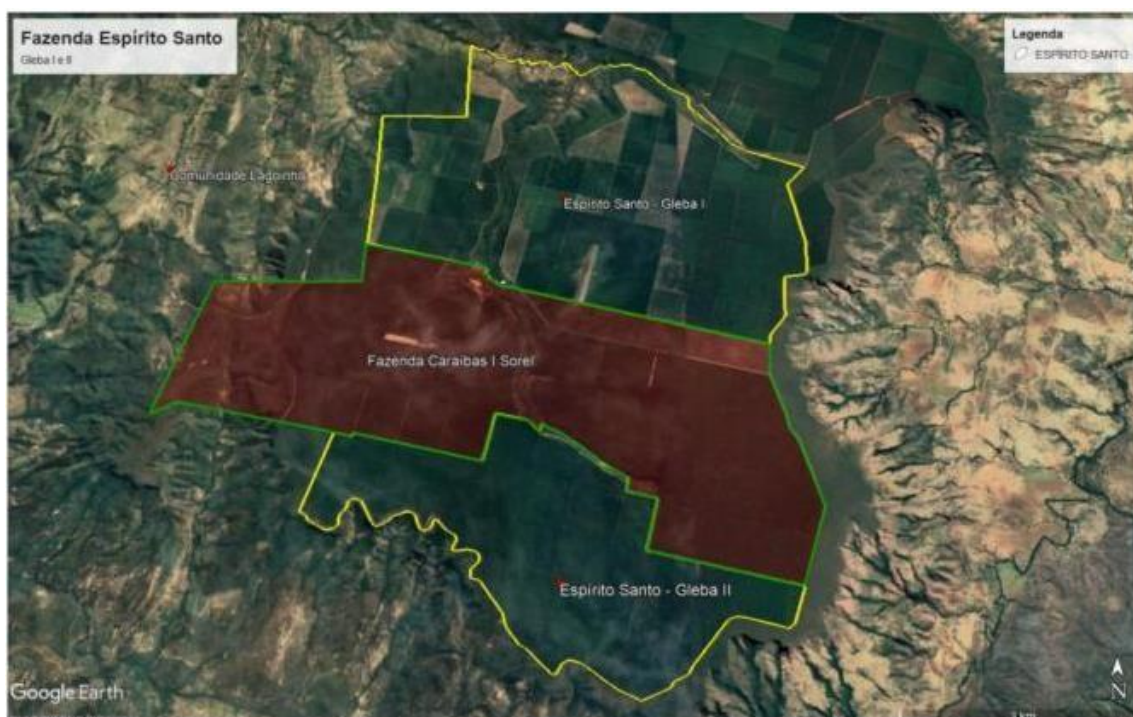 Fazenda Espírito Santo
Gleba I e II
Legenda
ESPÍRITO SANTO
Comunidade Lagoinha
Espírito Santo - Gleba I
Fazenda Caraibas I Sorel
Espírito Santo - Gleba II
Google Earth
N